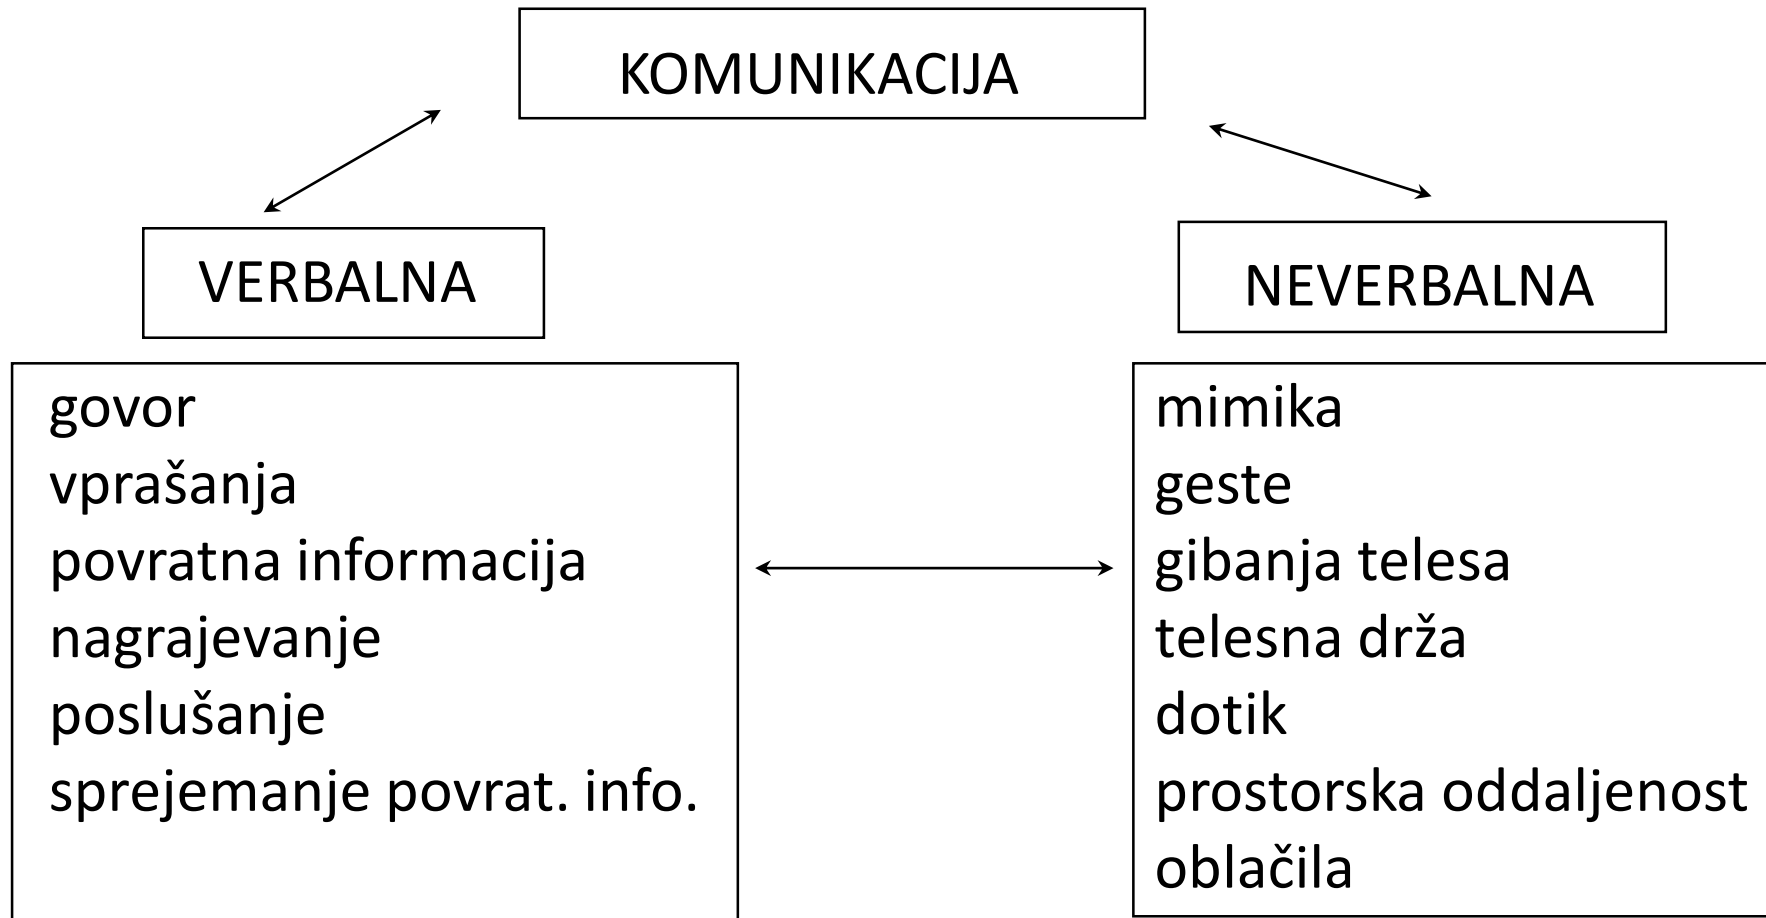 KOMUNIKACIJA
VERBALNA
NEVERBALNA
govor
vprašanja
povratna informacija
nagrajevanje
poslušanje
sprejemanje povrat. info.
mimika
geste
gibanja telesa
telesna drža
dotik
prostorska oddaljenost
oblačila